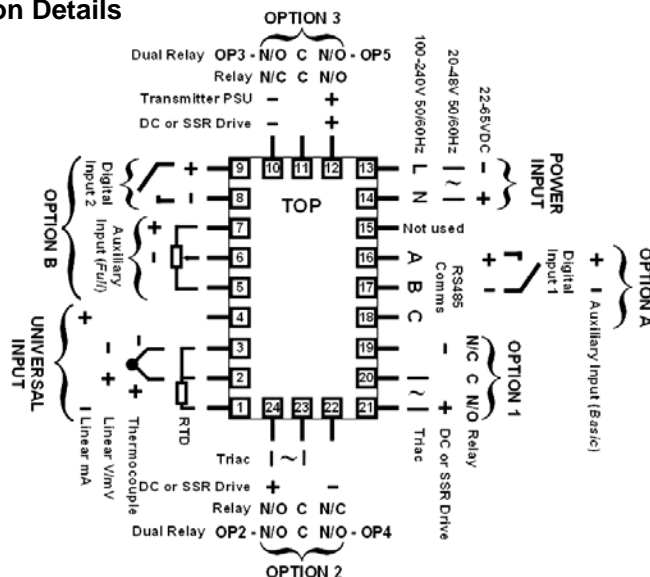 on Details
OPTION 3
Dual Relay OP3 - N/O C N/O - OP5
Relay N/C C N/O
Transmitter PSU − +
DC or SSR Drive − +
100-240V 50/60Hz
20-48V 50/60Hz
22-65VDC
L | −
N ~ | +
POWER
INPUT
9 10 11 12 13
8 14
7 15
6 16
5 17
4 18
3 19
2 20
1 24 23 22 21
TOP
Digital
Input 2
+
−
Auxiliary
Input (Full)
+
−
OPTION B
UNIVERSAL
INPUT
+
− Linear mA
−
+
Linear V/mV
−
+
Thermocouple
RTD
Not used
A
B
C
RS485
Comms
+
−
Digital
Input 1
+
− Auxiliary Input (Basic)
OPTION A
OPTION 1
N/C C N/O Relay
−
+ DC or SSR Drive
| ~ | Triac
Triac | ~ |
DC or SSR Drive + −
Relay N/O C N/C
Dual Relay OP2 - N/O C N/O - OP4
OPTION 2